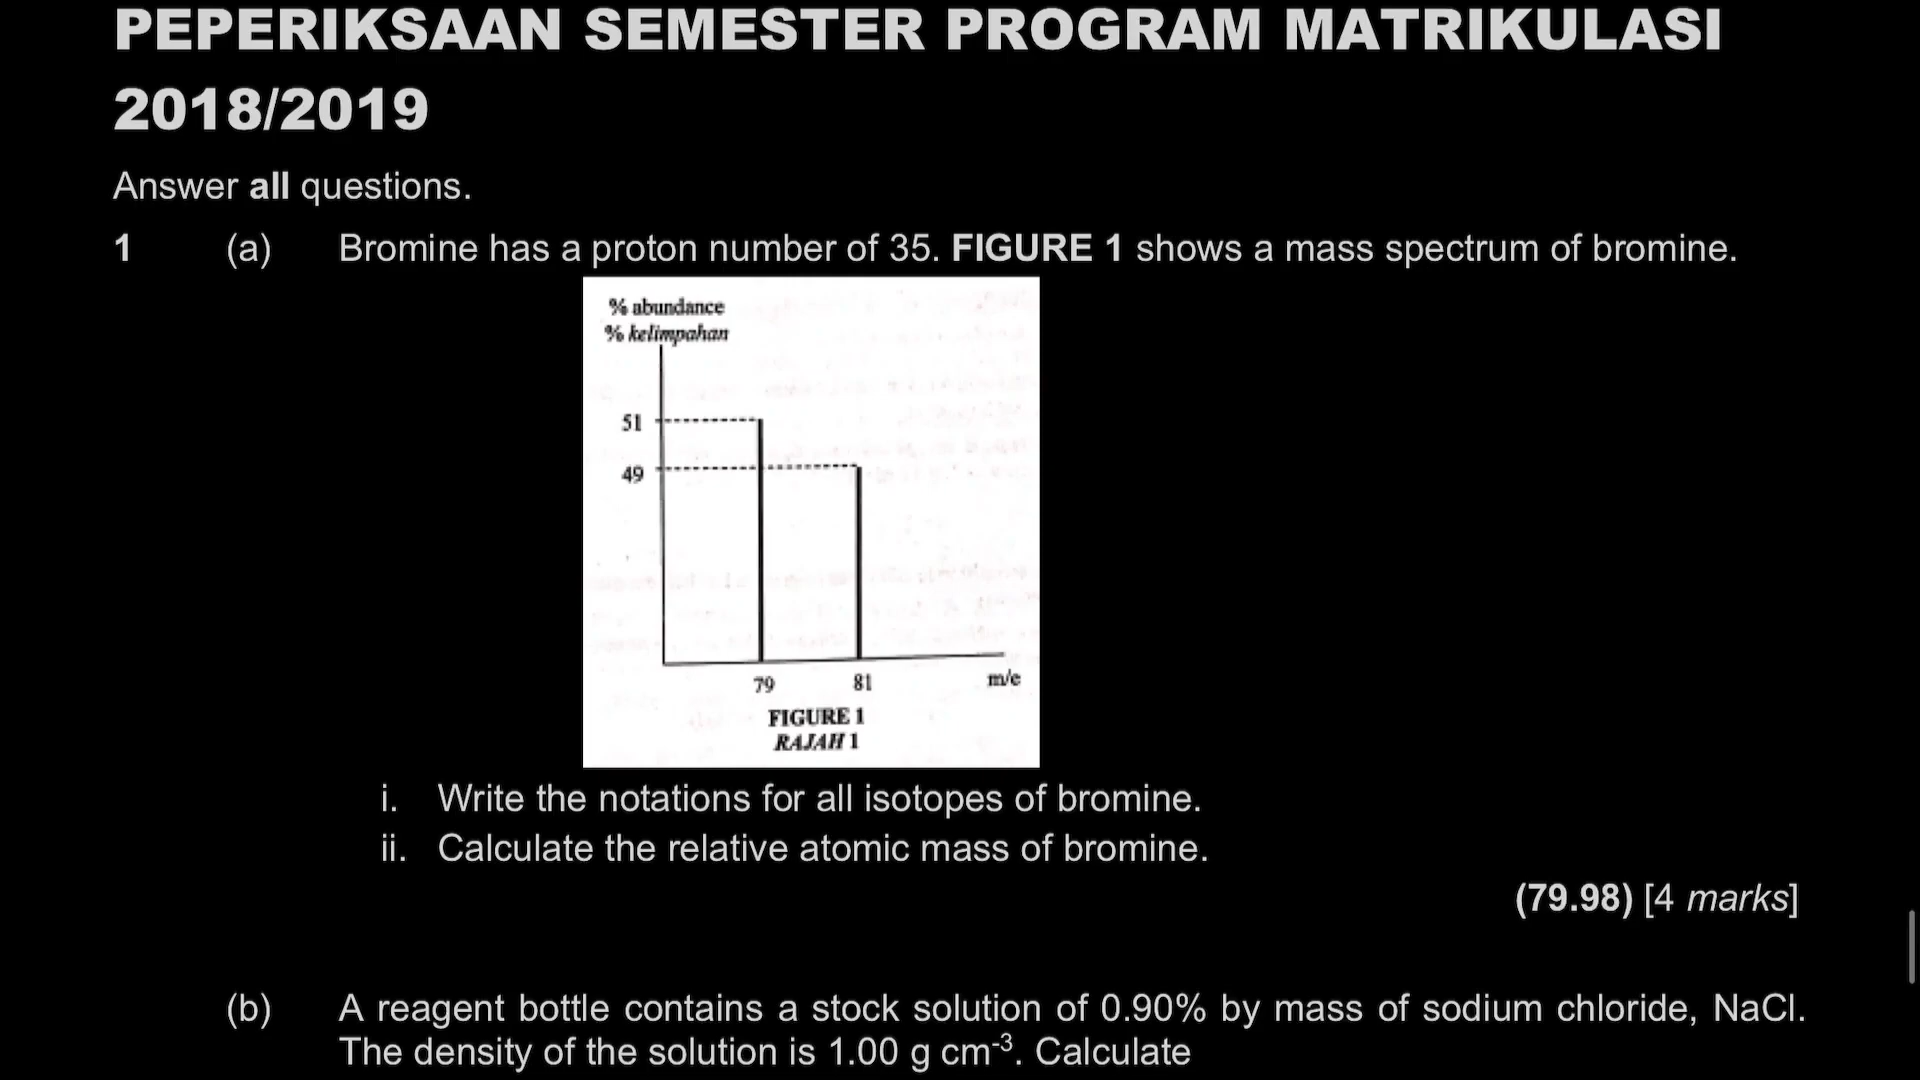 PEPERIKSAAN SEMESTER PROGRAM MATRIKULASI
2018/2019
Answer all questions.
1 (a) Bromine has a proton number of 35. FIGURE 1 shows a mass spectrum of bromine.
% abundance
% kelimpahan
51
49
79 81 m/e
FIGURE 1
RAJAH 1
i. Write the notations for all isotopes of bromine.
ii. Calculate the relative atomic mass of bromine.
(79.98) [4 marks]
(b) A reagent bottle contains a stock solution of 0.90% by mass of sodium chloride, NaCl.
The density of the solution is 1.00 g cm⁻³. Calculate